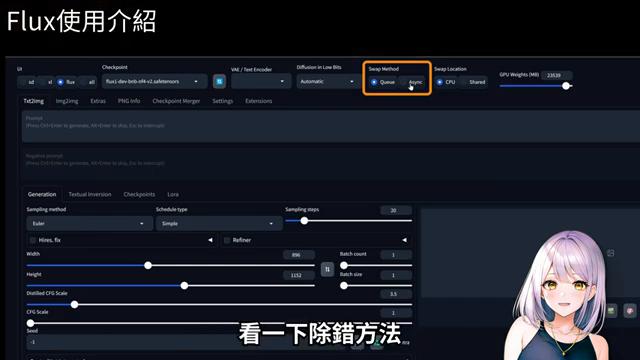 Flux使用介紹
UI Checkpoint VAE / Text Encoder Diffusion in Low Bits Swap Method Swap Location GPU Weights (MB) 23539
sd xl flux all flux1-dev-bnb-nf4-v2.safetensors Automatic Queue Async CPU Shared
Txt2img Img2img Extras PNG Info Checkpoint Merger Settings Extensions
Prompt
(Press Ctrl+Enter to generate, Alt+Enter to skip, Esc to interrupt)
Negative prompt
(Press Ctrl+Enter to generate, Alt+Enter to skip, Esc to interrupt)
Generation Textual Inversion Checkpoints Lora
Sampling method Schedule type Sampling steps 20
Euler Simple
Hires. fix Refiner
Width 896 Batch count 1
Height 1152 Batch size 1
Distilled CFG Scale 3.5
CFG Scale 1
Seed
-1
看一下除錯方法